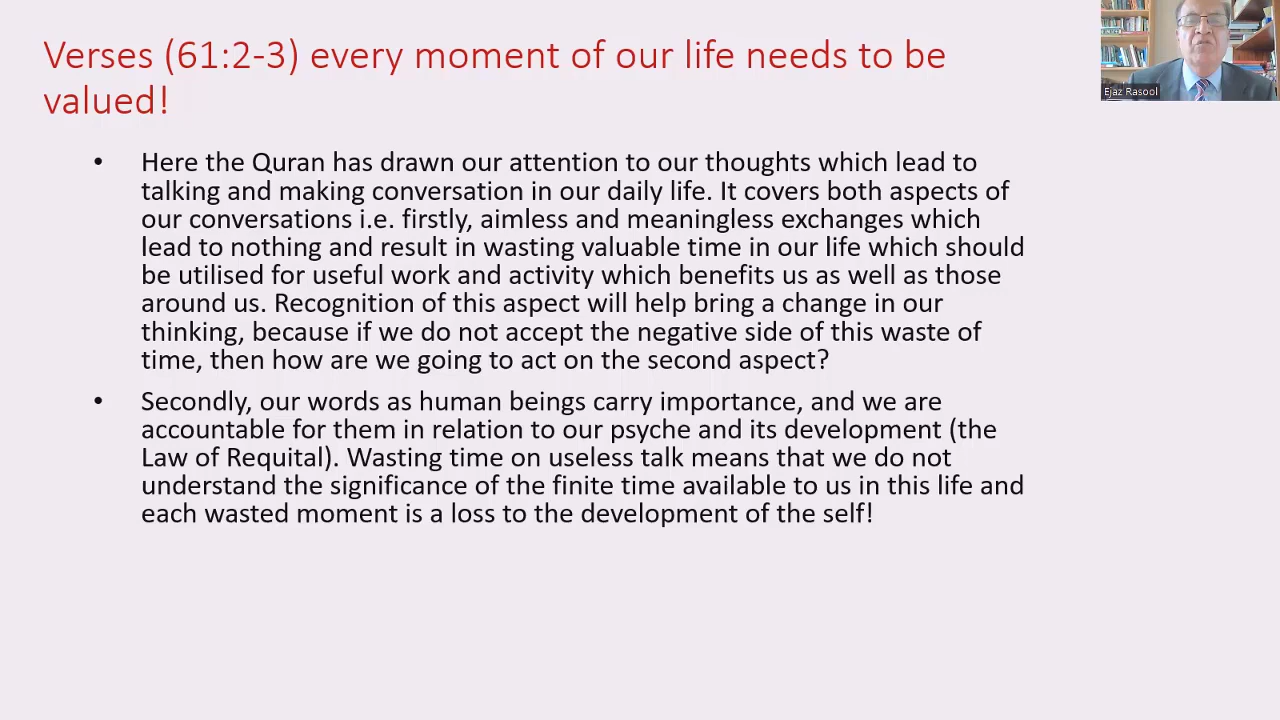 Verses (61:2-3) every moment of our life needs to be
valued!
Ejaz Rasool
• Here the Quran has drawn our attention to our thoughts which lead to
talking and making conversation in our daily life. It covers both aspects of
our conversations i.e. firstly, aimless and meaningless exchanges which
lead to nothing and result in wasting valuable time in our life which should
be utilised for useful work and activity which benefits us as well as those
around us. Recognition of this aspect will help bring a change in our
thinking, because if we do not accept the negative side of this waste of
time, then how are we going to act on the second aspect?
• Secondly, our words as human beings carry importance, and we are
accountable for them in relation to our psyche and its development (the
Law of Requital). Wasting time on useless talk means that we do not
understand the significance of the finite time available to us in this life and
each wasted moment is a loss to the development of the self!